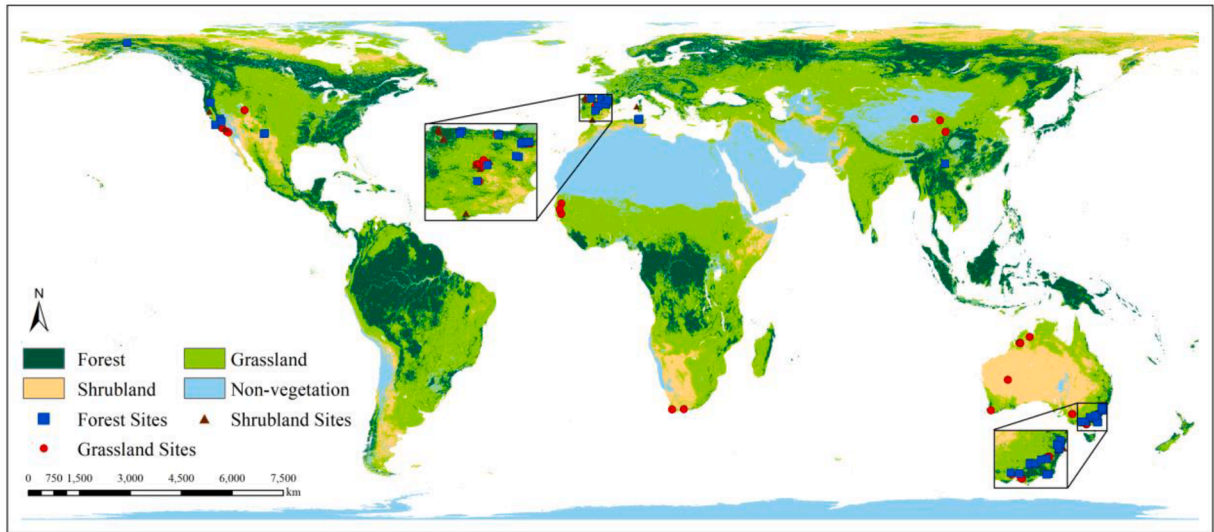 N
Forest Grassland
Shrubland Non-vegetation
Forest Sites Shrubland Sites
Grassland Sites
0 750 1,500 3,000 4,500 6,000 7,500
km